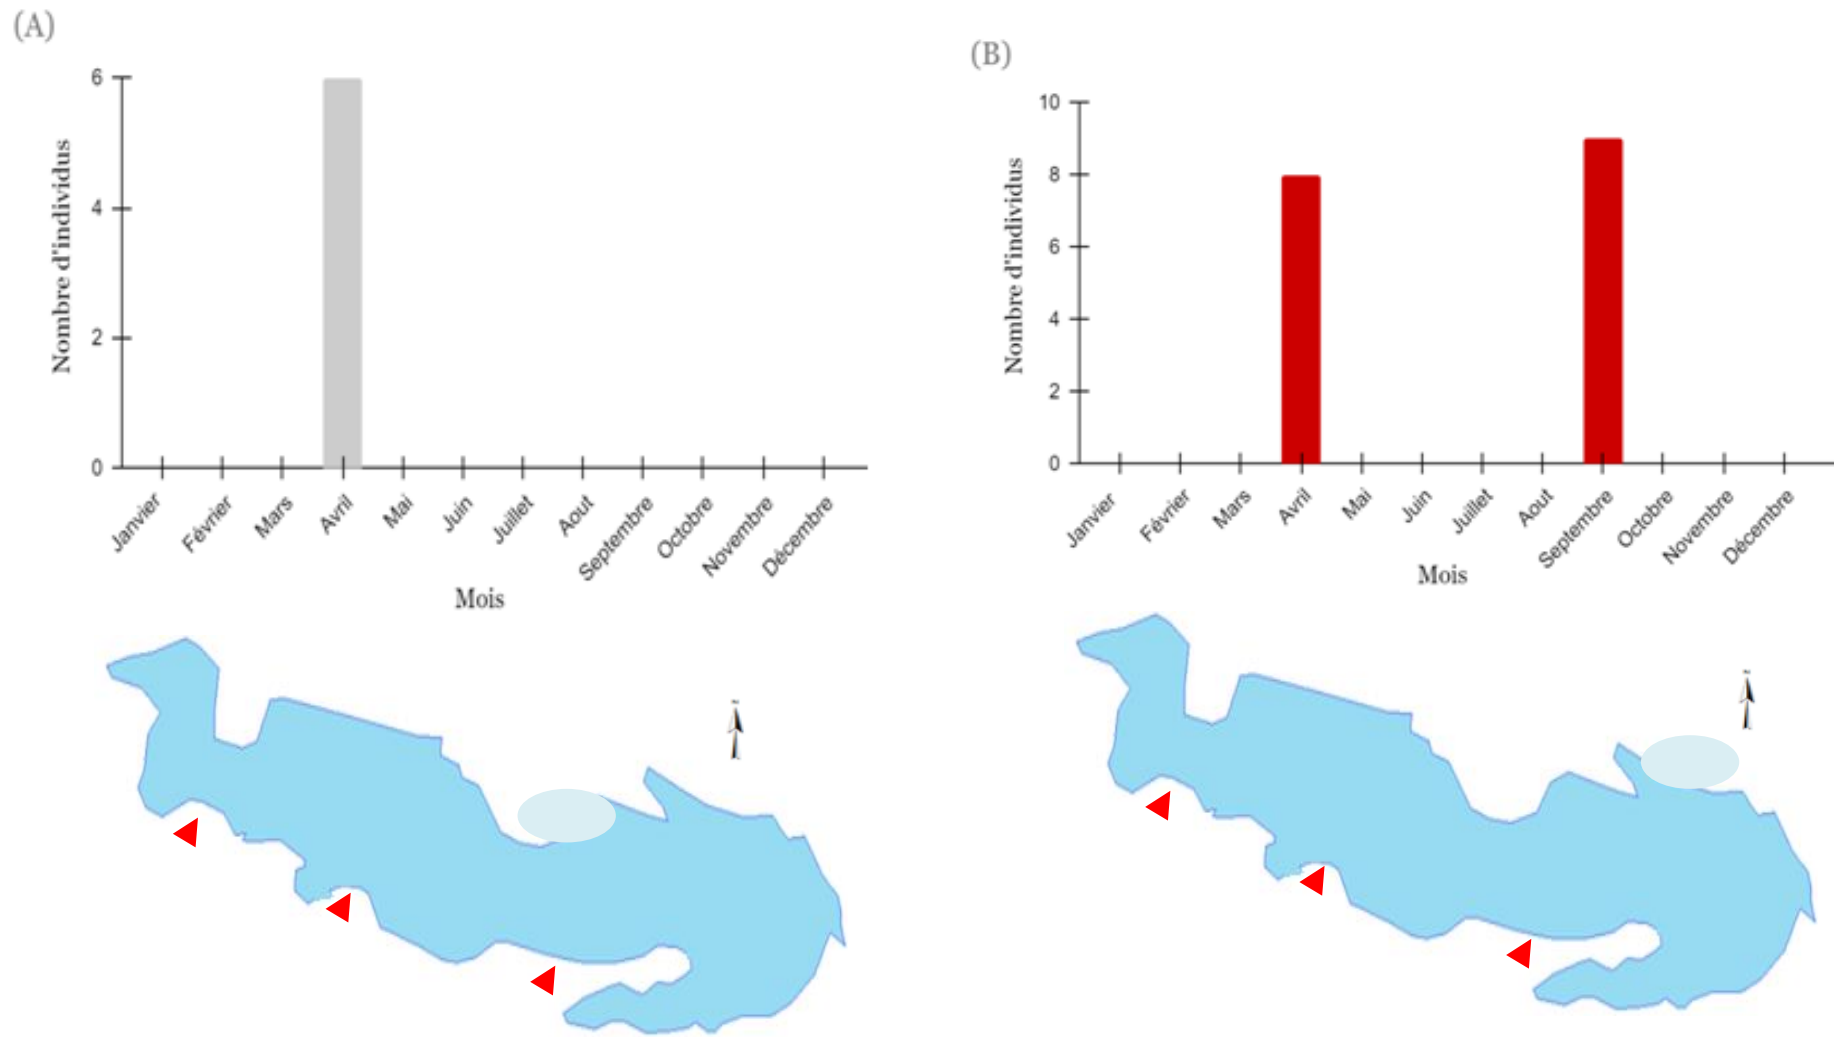 (A)
6
4
2
0
Nombre d'individus
Janvier
Février
Mars
Avril
Mai
Juin
Juillet
Aout
Septembre
Octobre
Novembre
Décembre
Mois
(B)
10
8
6
4
2
0
Nombre d'individus
Janvier
Février
Mars
Avril
Mai
Juin
Juillet
Aout
Septembre
Octobre
Novembre
Décembre
Mois